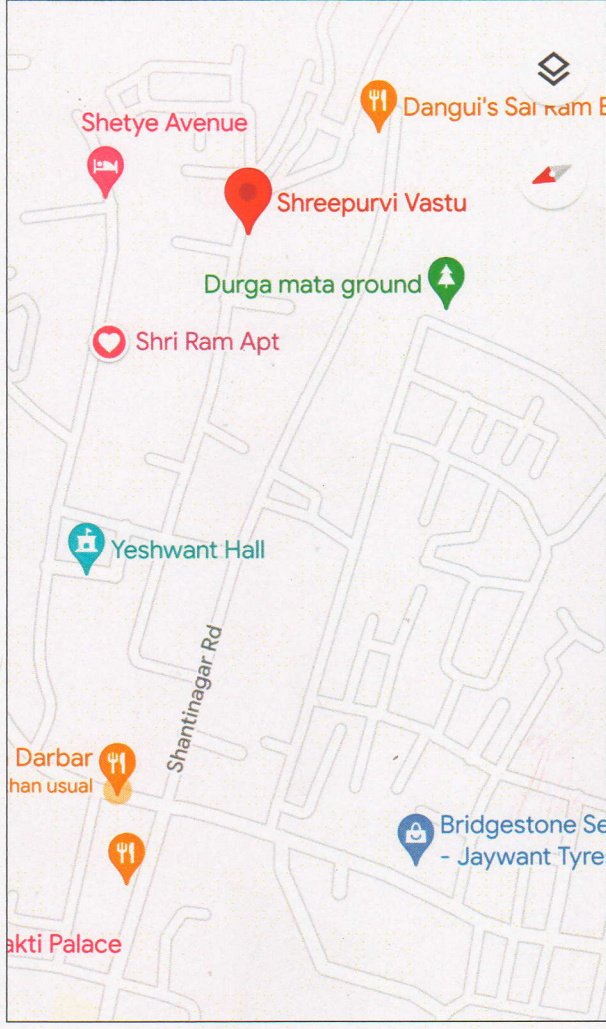 Dangui's Sai Ram B
Shetye Avenue
Shreepurvi Vastu
Durga mata ground
Shri Ram Apt
Yeshwant Hall
Shantinagar Rd
Darbar
han usual
Bridgestone Se
- Jaywant Tyre
akti Palace